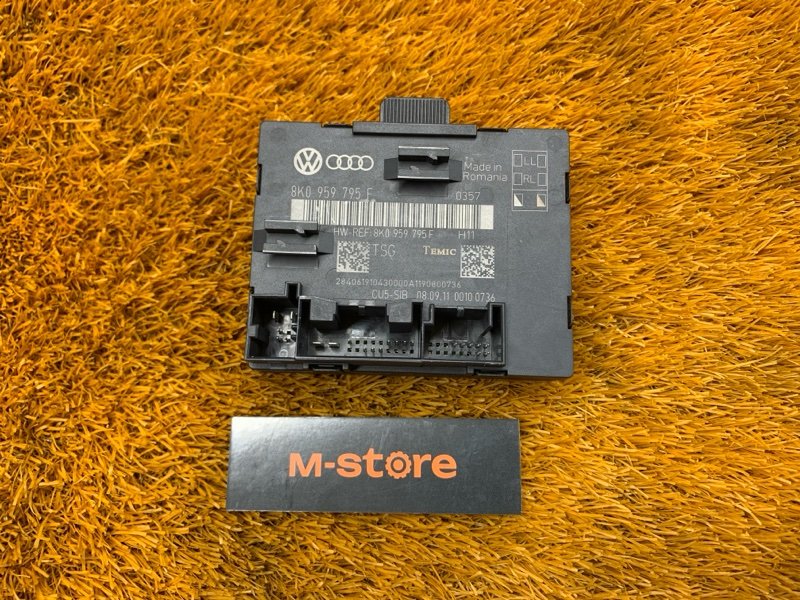 Made in
Romania
LL
RL
8K0 959 795 F
0357
HW-REF: 8K0 959 795 F H11
TSG
TEMIC
284061910430000A1190800736
CU5-SIB 08.09.11 0010 0736
M-store